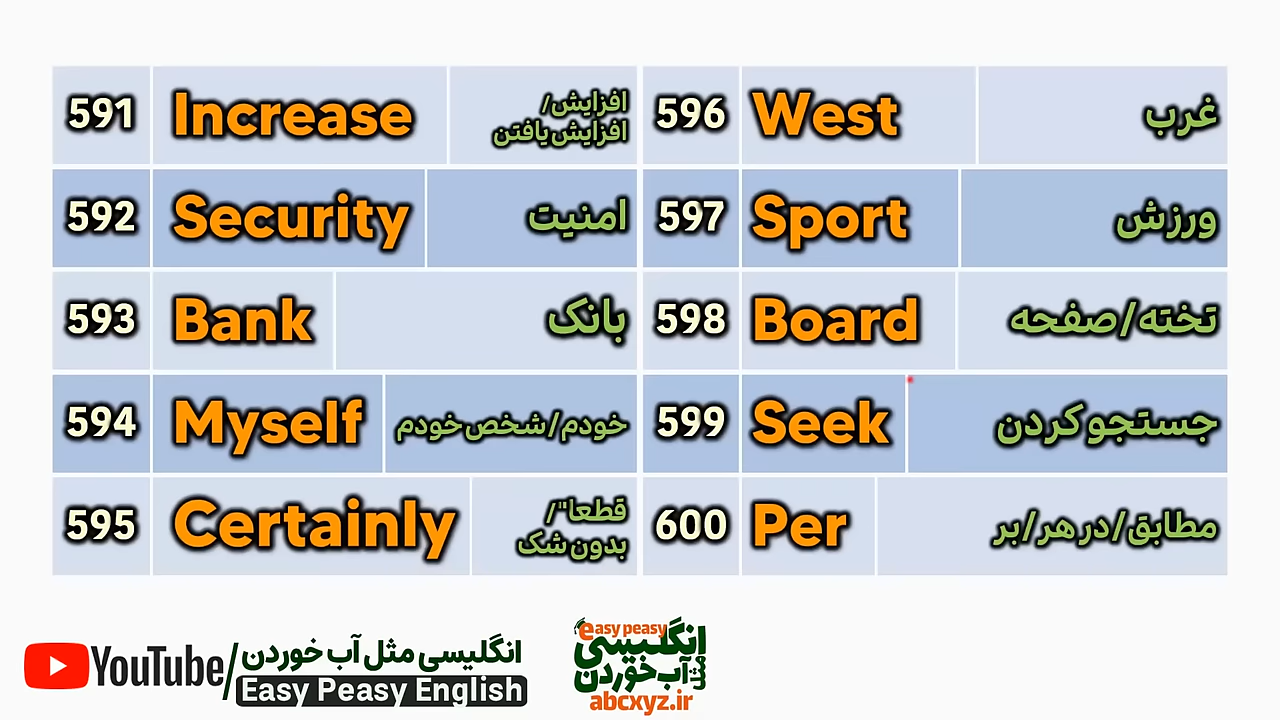 591 Increase افزایش/
افزایش‌یافتن
592 Security امنیت
593 Bank بانک
594 Myself خودم/شخص‌خودم
595 Certainly قطعا"/
بدون‌شک
596 West غرب
597 Sport ورزش
598 Board تخته/صفحه
599 Seek جستجو‌کردن
600 Per مطابق/در هر/بر
YouTube/انگلیسی مثل آب خوردن
Easy Peasy English
easy peasy
انگلیسی
مثل آب خوردن
abcxyz.ir